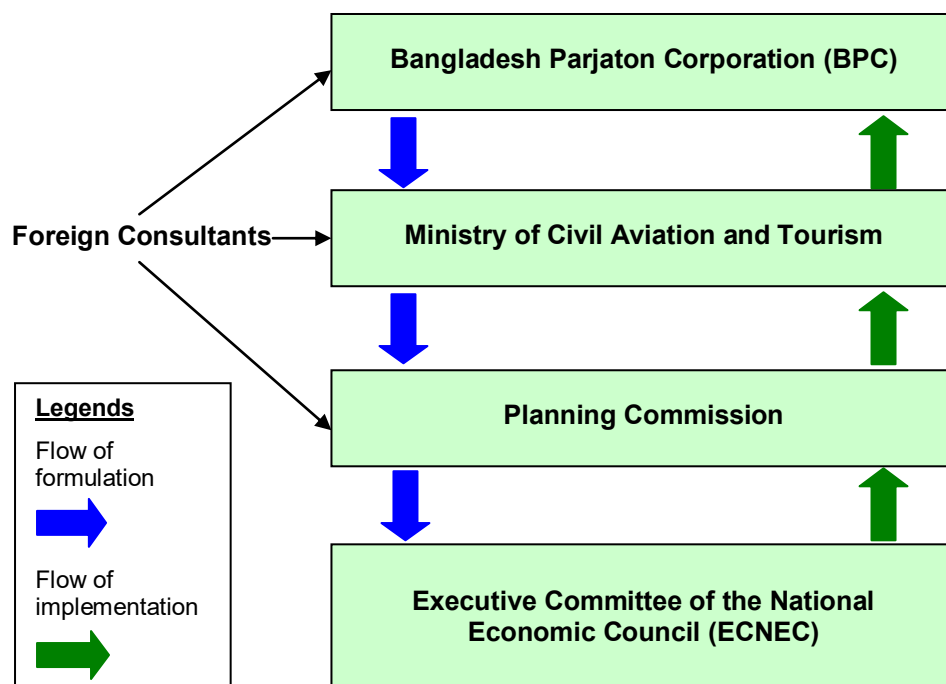 Bangladesh Parjaton Corporation (BPC)
Foreign Consultants
Ministry of Civil Aviation and Tourism
Planning Commission
Executive Committee of the National
Economic Council (ECNEC)
Legends
Flow of
formulation
Flow of
implementation